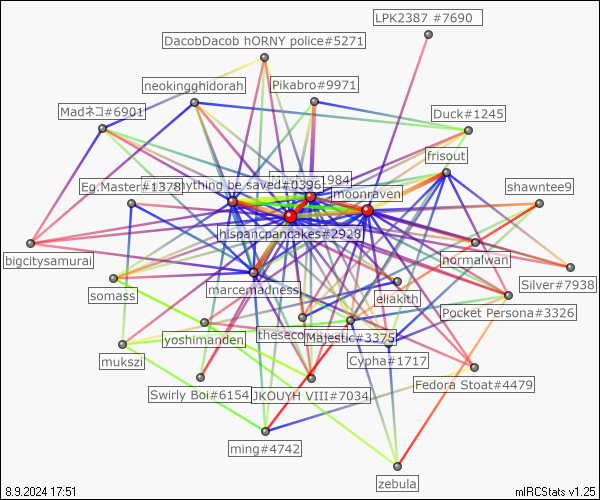 LPK2387 #7690
DacobDacob hORNY police#5271
neokingghidorah
Pikabro#9971
Madネコ#6901
Duck#1245
frisout
Eg.Master#1378
nything be saved#0396
1984
moonraven
shawntee9
hispancpancakes#2929
bigcitysamurai
normalwan
somass
marcemadness
eliakith
Silver#7938
Pocket Persona#3326
yoshimanden
theseco
Majestic#3375
mukszi
Cypha#1717
Swirly Boi#6154
JKOUYH VIII#7034
Fedora Stoat#4479
ming#4742
zebula
8.9.2024 17:51
mIRCStats v1.25